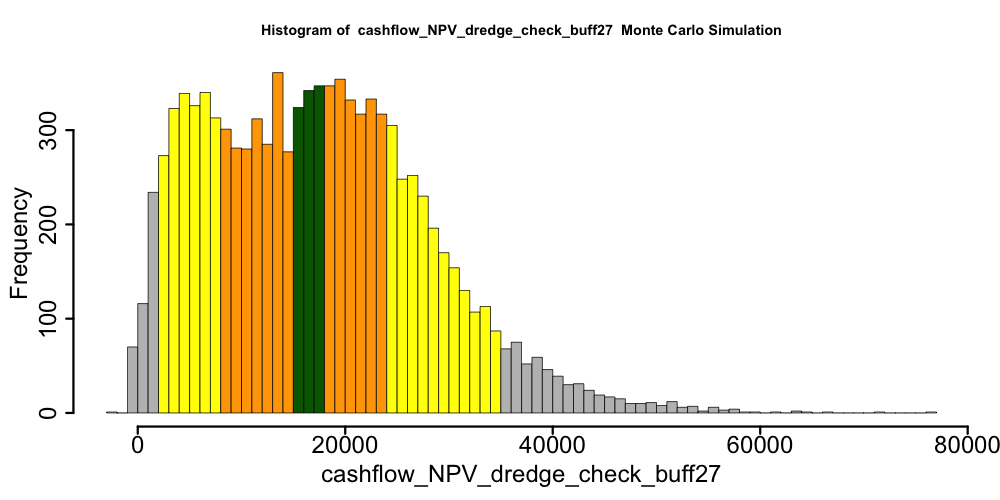 Histogram of cashflow_NPV_dredge_check_buff27 Monte Carlo Simulation
Frequency
300
200
100
0
0 20000 40000 60000 80000
cashflow_NPV_dredge_check_buff27